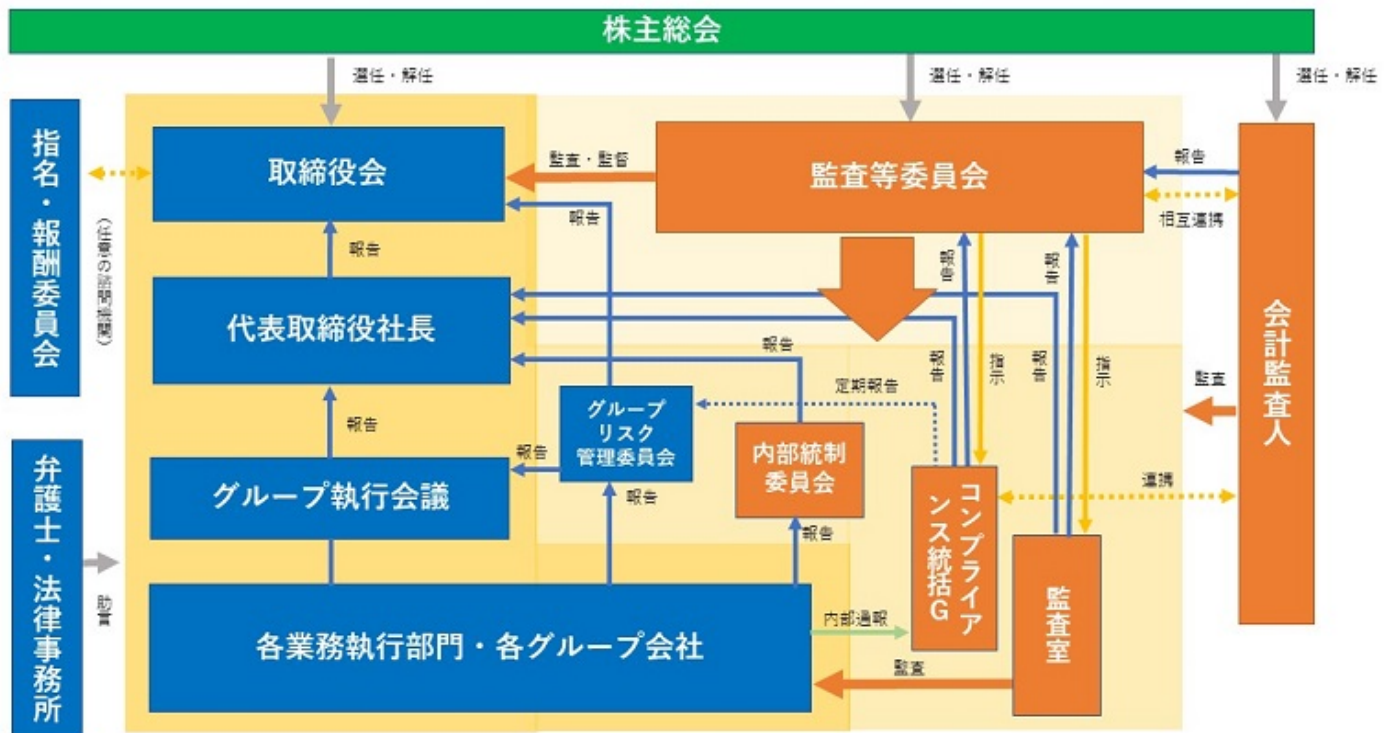 株主総会
選任・解任
選任・解任
選任・解任
指名・報酬委員会
(任意の諮問機関)
取締役会
監査・監督
監査等委員会
報告
相互連携
報告
報告
報告
報告
代表取締役社長
会計監査人
報告
報告
指示
報告
指示
定期報告
監査
グループ
リスク
管理委員会
報告
報告
内部統制
委員会
グループ執行会議
報告
報告
連携
コンプライア
ンス統括G
弁護士・法律事務所
助言
各業務執行部門・各グループ会社
内部通報
監査室
監査